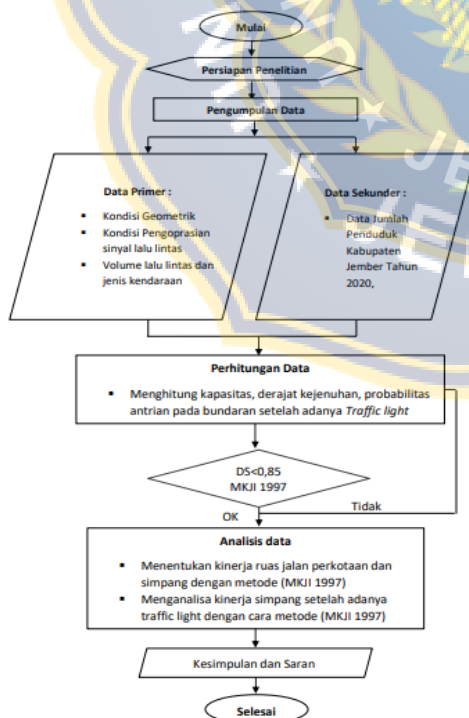 Mulai
Persiapan Penelitian
Pengumpulan Data
Data Primer :
▪ Kondisi Geometrik
▪ Kondisi Pengoprasian
sinyal lalu lintas
▪ Volume lalu lintas dan
jenis kendaraan
Data Sekunder :
▪ Data Jumlah
Penduduk
Kabupaten
Jember Tahun
2020,
Perhitungan Data
▪ Menghitung kapasitas, derajat kejenuhan, probabilitas
antrian pada bundaran setelah adanya Traffic light
DS<0,85
MKJI 1997
Tidak
OK
Analisis data
▪ Menentukan kinerja ruas jalan perkotaan dan
simpang dengan metode (MKJI 1997)
▪ Menganalisa kinerja simpang setelah adanya
traffic light dengan cara metode (MKJI 1997)
Kesimpulan dan Saran
Selesai